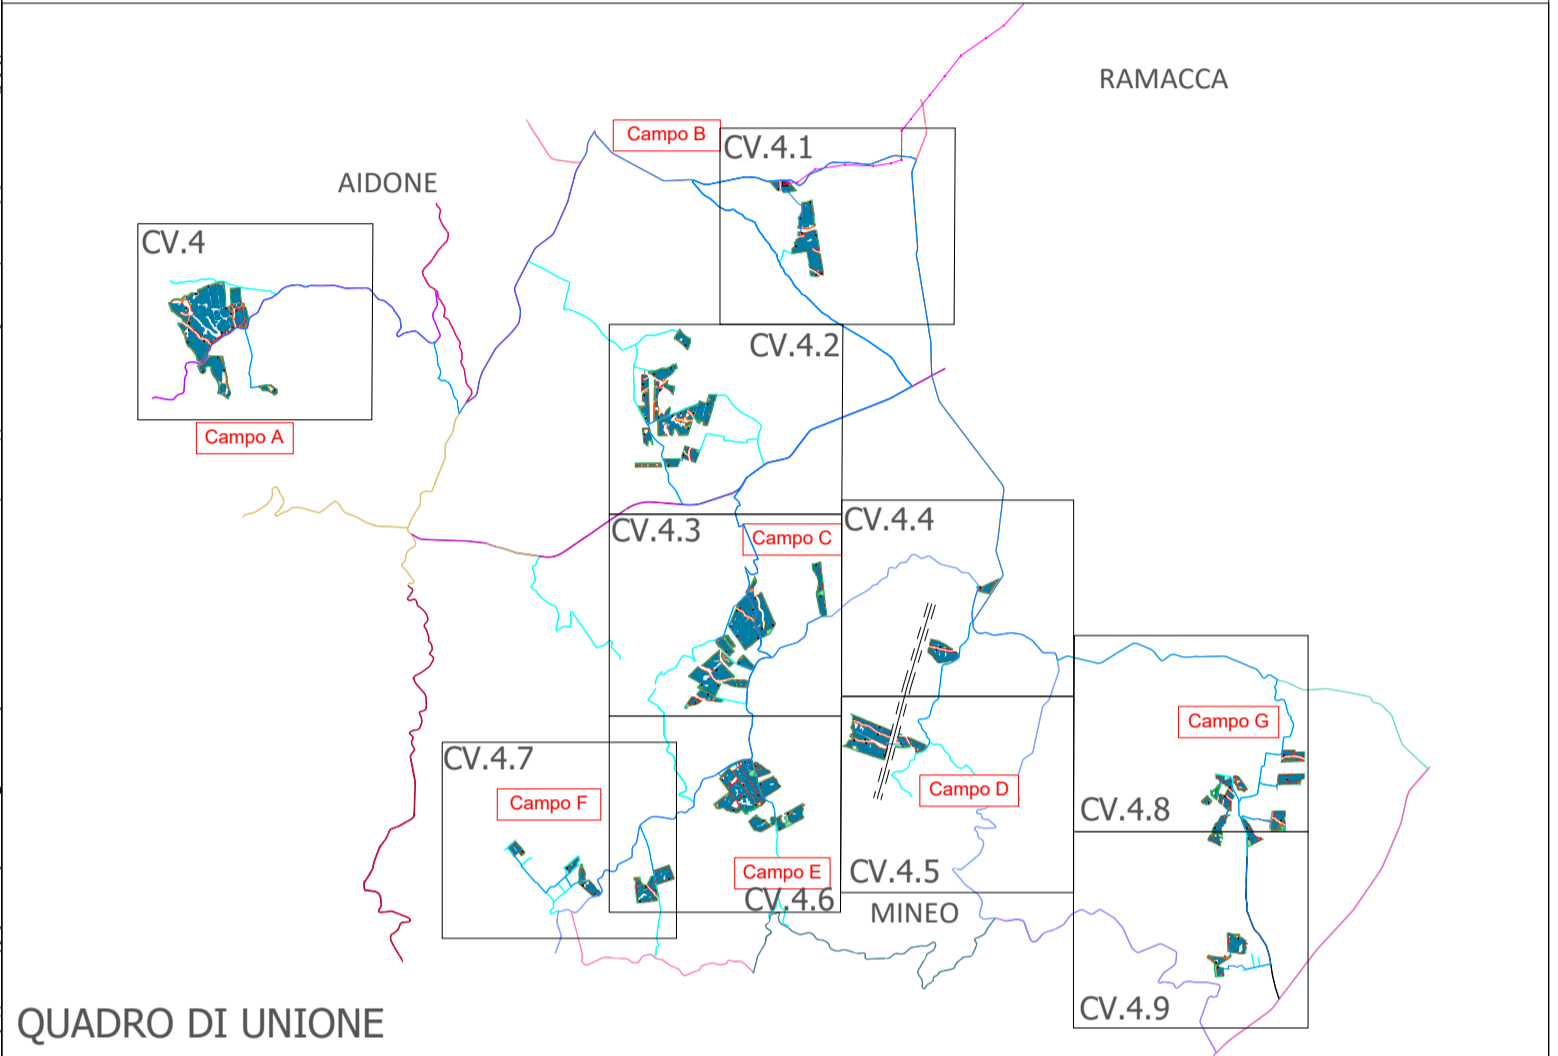 RAMACCA
Campo B
CV.4.1
AIDONE
CV.4
CV.4.2
Campo A
CV.4.3
Campo C
CV.4.4
Campo G
CV.4.7
Campo F
Campo D
CV.4.8
Campo E
CV.4.5
CV.4.6
MINEO
CV.4.9
QUADRO DI UNIONE